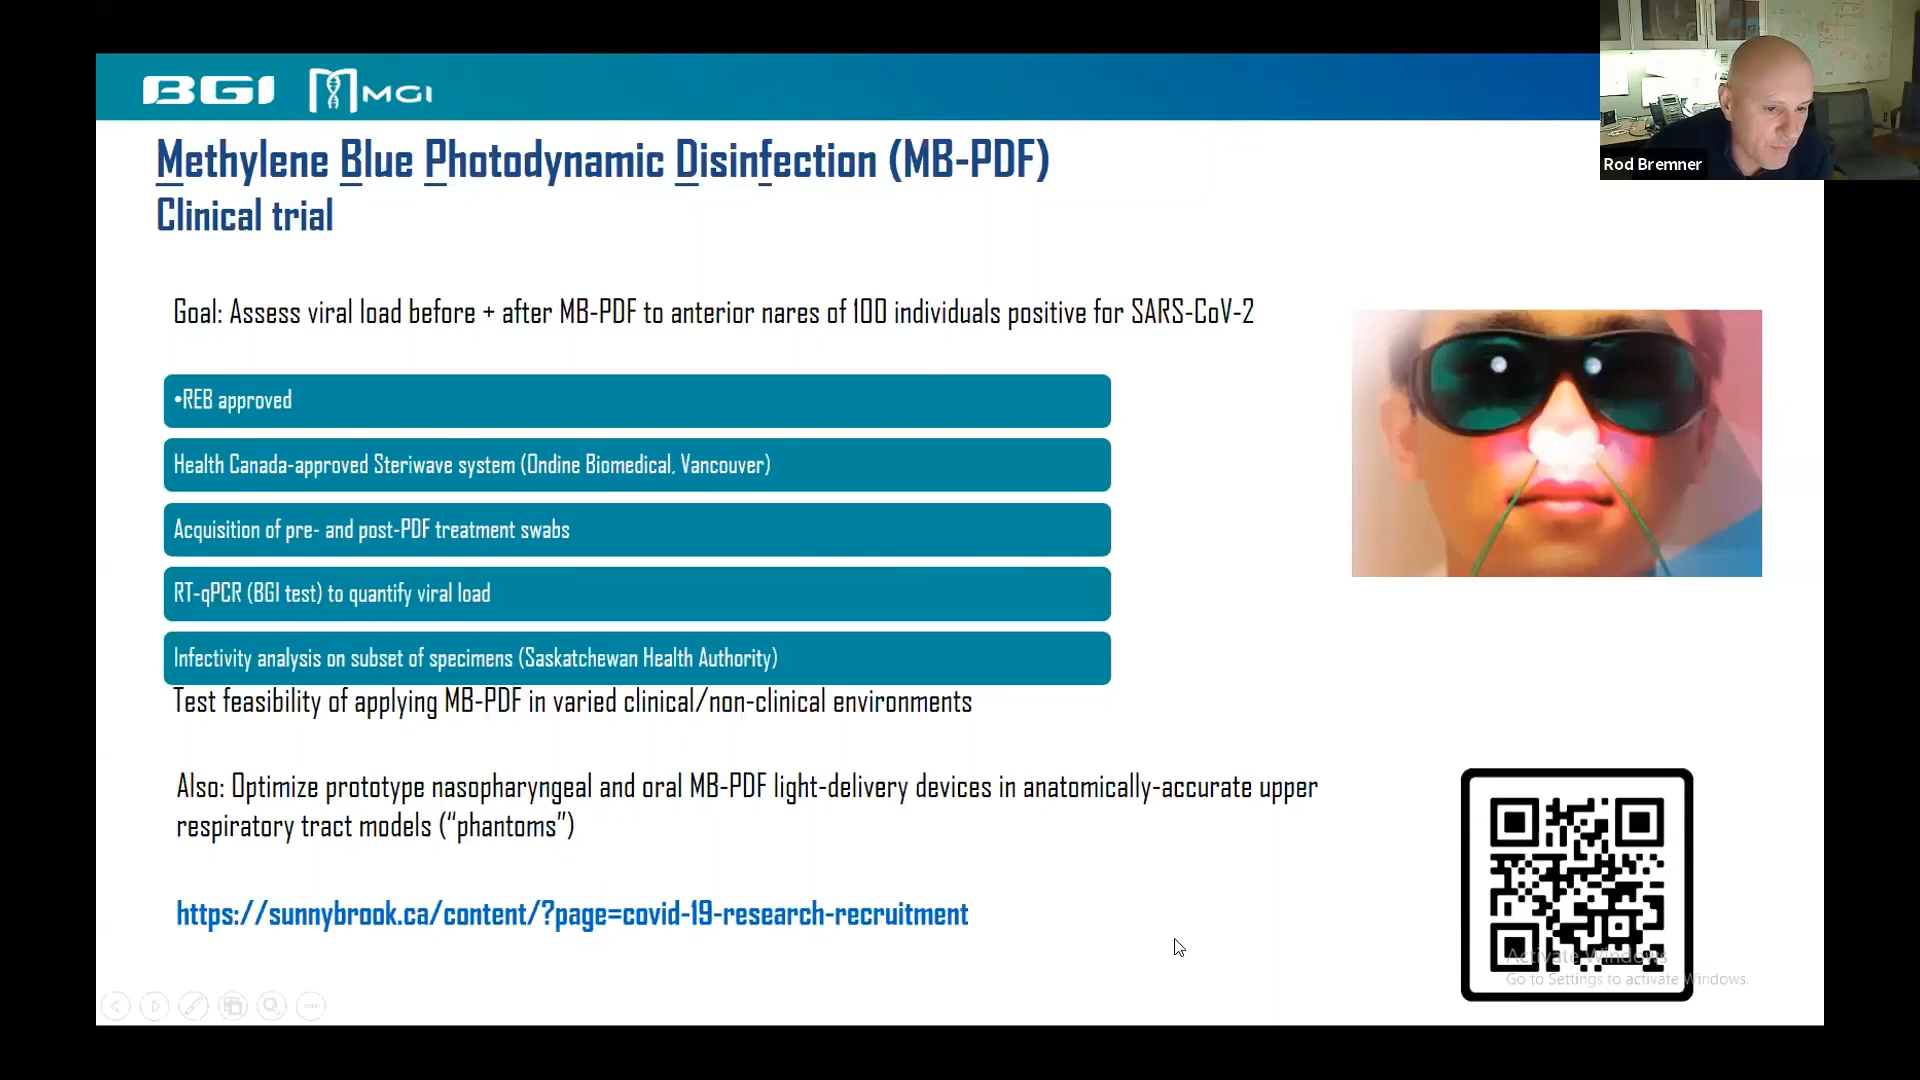 BGI MGI
Rod Bremner
Methylene Blue Photodynamic Disinfection (MB-PDF)
Clinical trial
Goal: Assess viral load before + after MB-PDF to anterior nares of 100 individuals positive for SARS-CoV-2
•REB approved
Health Canada-approved Steriwave system (Ondine Biomedical, Vancouver)
Acquisition of pre- and post-PDF treatment swabs
RT-qPCR (BGI test) to quantify viral load
Infectivity analysis on subset of specimens (Saskatchewan Health Authority)
Test feasibility of applying MB-PDF in varied clinical/non-clinical environments
Also: Optimize prototype nasopharyngeal and oral MB-PDF light-delivery devices in anatomically-accurate upper
respiratory tract models (“phantoms”)
https://sunnybrook.ca/content/?page=covid-19-research-recruitment
Activate Windows
Go to Settings to activate Windows.